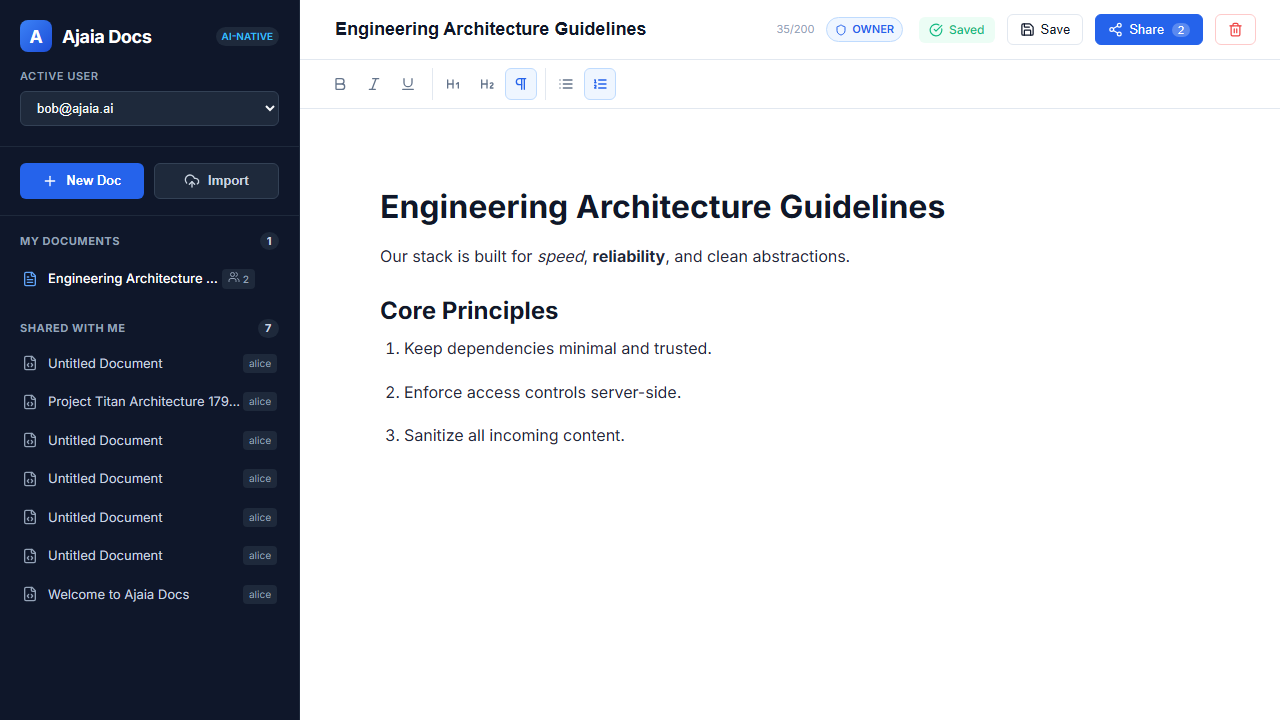 A Ajaia Docs AI-NATIVE
ACTIVE USER
bob@ajaia.ai
New Doc Import
MY DOCUMENTS 1
Engineering Architecture ... 2
SHARED WITH ME 7
Untitled Document alice
Project Titan Architecture 179... alice
Untitled Document alice
Untitled Document alice
Untitled Document alice
Untitled Document alice
Welcome to Ajaia Docs alice
Engineering Architecture Guidelines 35/200 OWNER Saved Save Share 2
B I U H1 H2 ¶
Engineering Architecture Guidelines
Our stack is built for speed, reliability, and clean abstractions.
Core Principles
1. Keep dependencies minimal and trusted.
2. Enforce access controls server-side.
3. Sanitize all incoming content.